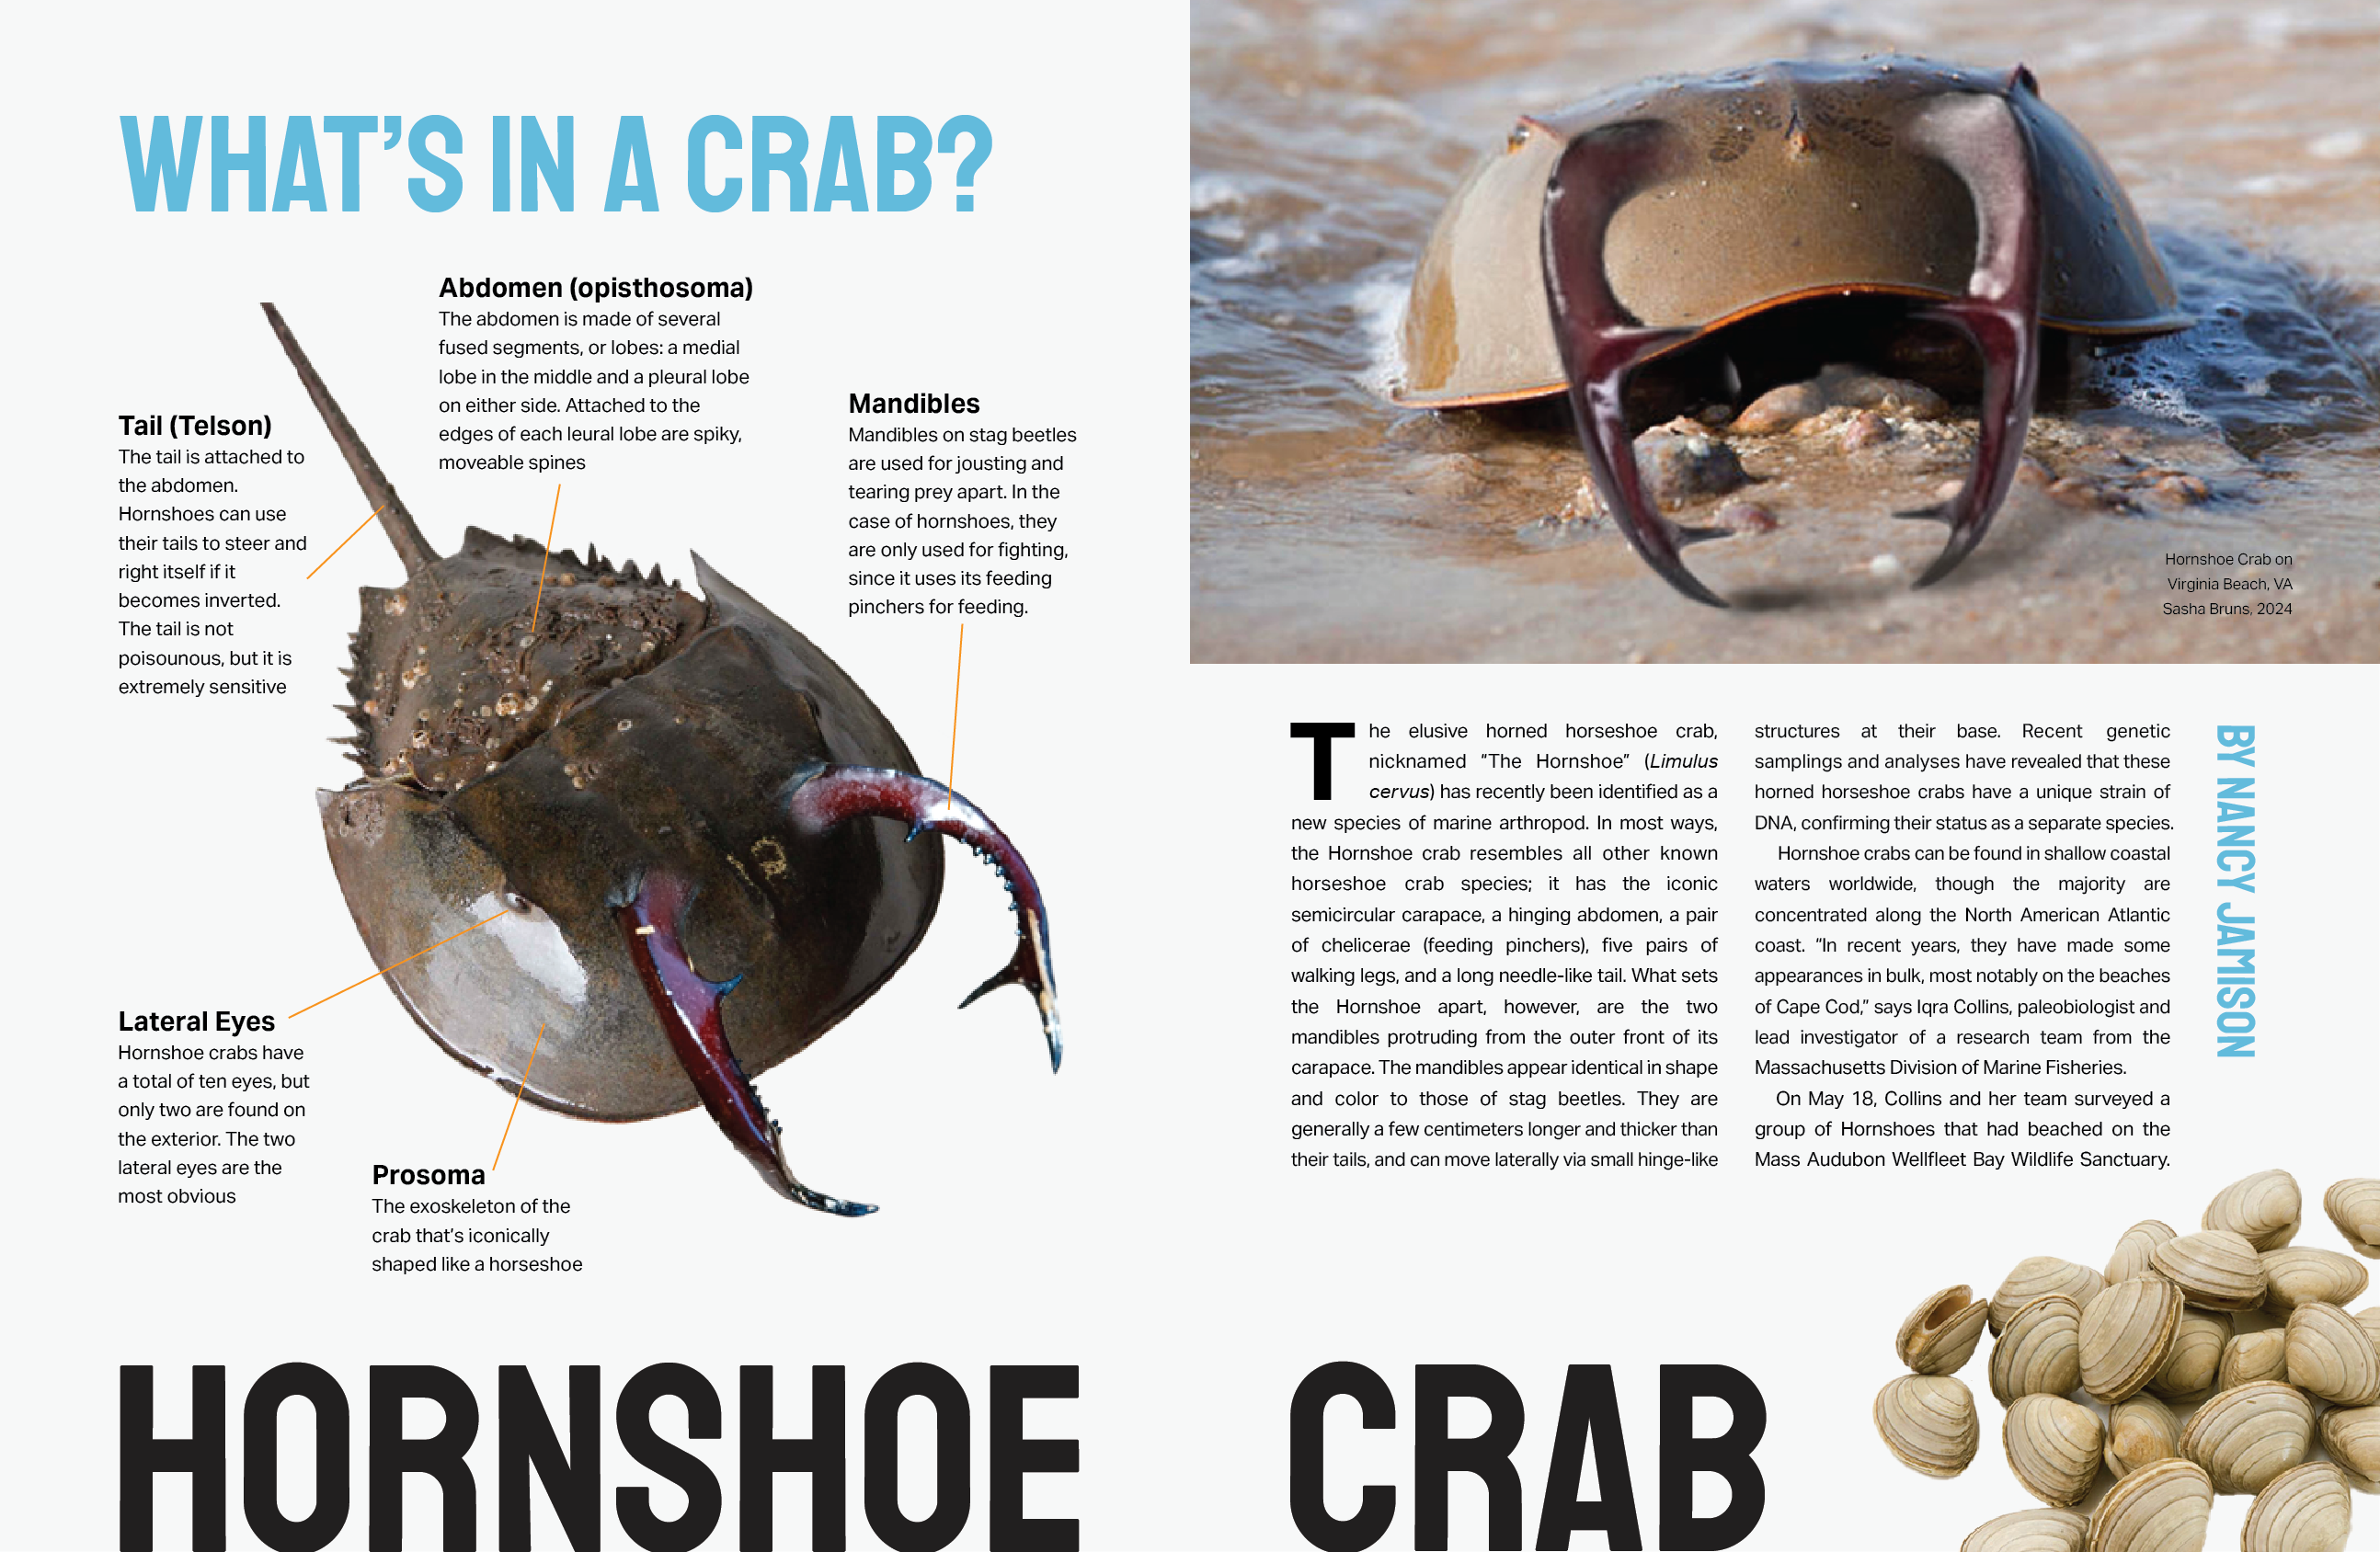 WHAT'S IN A CRAB?
Abdomen (opisthosoma)
The abdomen is made of several
fused segments, or lobes: a medial
lobe in the middle and a pleural lobe
on either side. Attached to the
edges of each leural lobe are spiky,
moveable spines
Mandibles
Mandibles on stag beetles
are used for jousting and
tearing prey apart. In the
case of hornshoes, they
are only used for fighting,
since it uses its feeding
pinchers for feeding.
Tail (Telson)
The tail is attached to
the abdomen.
Hornshoes can use
their tails to steer and
right itself if it
becomes inverted.
The tail is not
poisounous, but it is
extremely sensitive
Lateral Eyes
Hornshoe crabs have
a total of ten eyes, but
only two are found on
the exterior. The two
lateral eyes are the
most obvious
Prosoma
The exoskeleton of the
crab that's iconically
shaped like a horseshoe
Hornshoe Crab on
Virginia Beach, VA
Sasha Bruns, 2024
The elusive horned horseshoe crab,
nicknamed "The Hornshoe" (Limulus
cervus) has recently been identified as a
new species of marine arthropod. In most ways,
the Hornshoe crab resembles all other known
horseshoe crab species; it has the iconic
semicircular carapace, a hinging abdomen, a pair
of chelicerae (feeding pinchers), five pairs of
walking legs, and a long needle-like tail. What sets
the Hornshoe apart, however, are the two
mandibles protruding from the outer front of its
carapace. The mandibles appear identical in shape
and color to those of stag beetles. They are
generally a few centimeters longer and thicker than
their tails, and can move laterally via small hinge-like
structures at their base. Recent genetic
samplings and analyses have revealed that these
horned horseshoe crabs have a unique strain of
DNA, confirming their status as a separate species.
Hornshoe crabs can be found in shallow coastal
waters worldwide, though the majority are
concentrated along the North American Atlantic
coast. "In recent years, they have made some
appearances in bulk, most notably on the beaches
of Cape Cod," says Iqra Collins, paleobiologist and
lead investigator of a research team from the
Massachusetts Division of Marine Fisheries.
On May 18, Collins and her team surveyed a
group of Hornshoes that had beached on the
Mass Audubon Wellfleet Bay Wildlife Sanctuary.
BY NANCY JAMISON
HORNSHOE CRAB